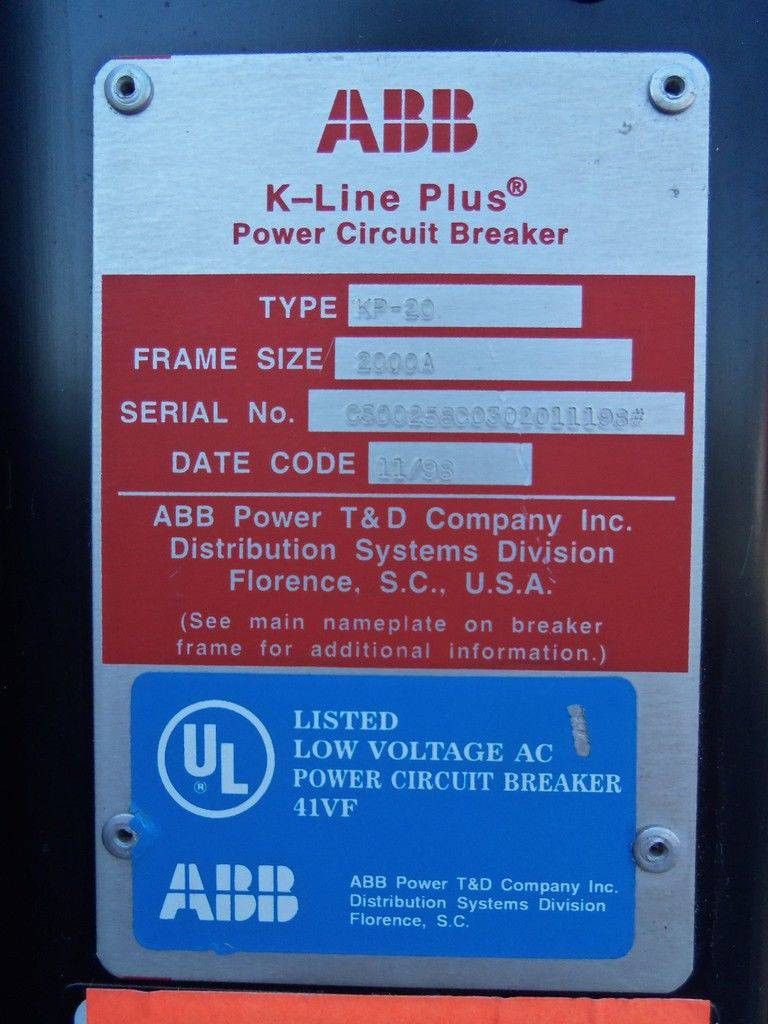 ABB
K-Line Plus®
Power Circuit Breaker
TYPE KP-20
FRAME SIZE 2000A
SERIAL No.
DATE CODE 11/98
ABB Power T&D Company Inc.
Distribution Systems Division
Florence, S.C., U.S.A.
(See main nameplate on breaker
frame for additional information.)
UL ®
LISTED
LOW VOLTAGE AC
POWER CIRCUIT BREAKER
41VF
ABB
ABB Power T&D Company Inc.
Distribution Systems Division
Florence, S.C.